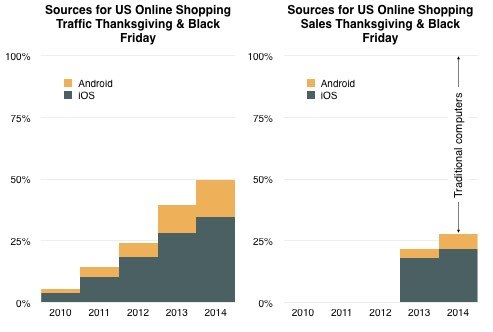 Sources for US Online Shopping
Traffic Thanksgiving & Black
Friday
100%
75%
50%
25%
0%
Android
iOS
2010 2011 2012 2013 2014
Sources for US Online Shopping
Sales Thanksgiving & Black
Friday
100%
75%
50%
25%
0%
Android
iOS
Traditional computers
2010 2011 2012 2013 2014